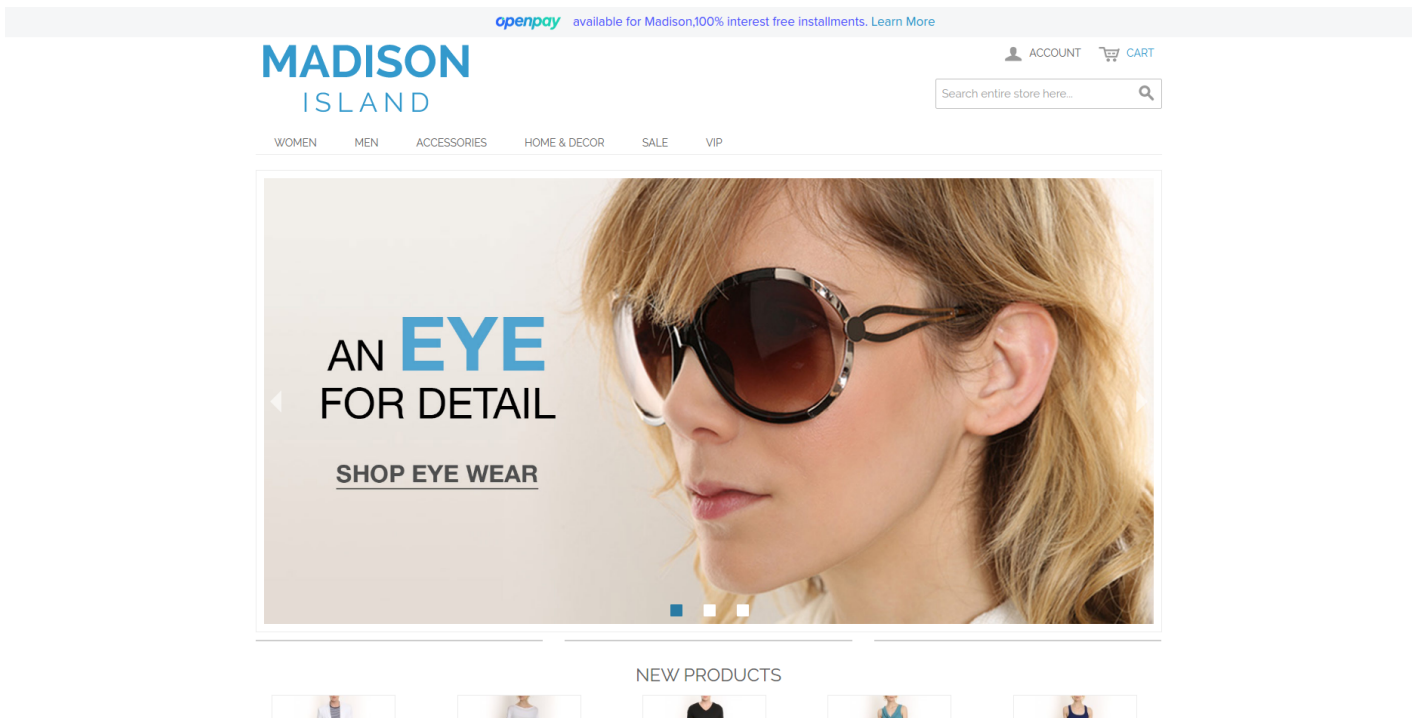 openpay available for Madison,100% interest free installments. Learn More
MADISON
ISLAND
ACCOUNT CART
Search entire store here...
WOMEN MEN ACCESSORIES HOME & DECOR SALE VIP
AN EYE
FOR DETAIL
SHOP EYE WEAR
NEW PRODUCTS